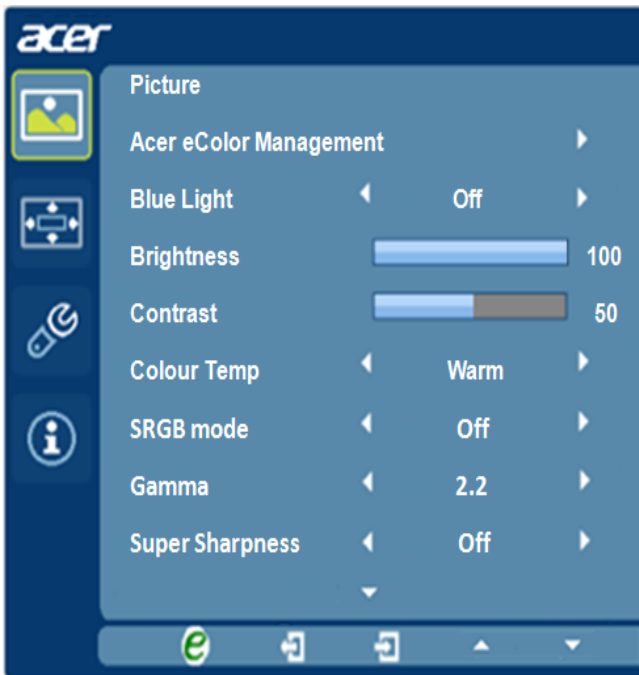 acer
Picture
Acer eColor Management
Blue Light Off
Brightness 100
Contrast 50
Colour Temp Warm
SRGB mode Off
Gamma 2.2
Super Sharpness Off
e